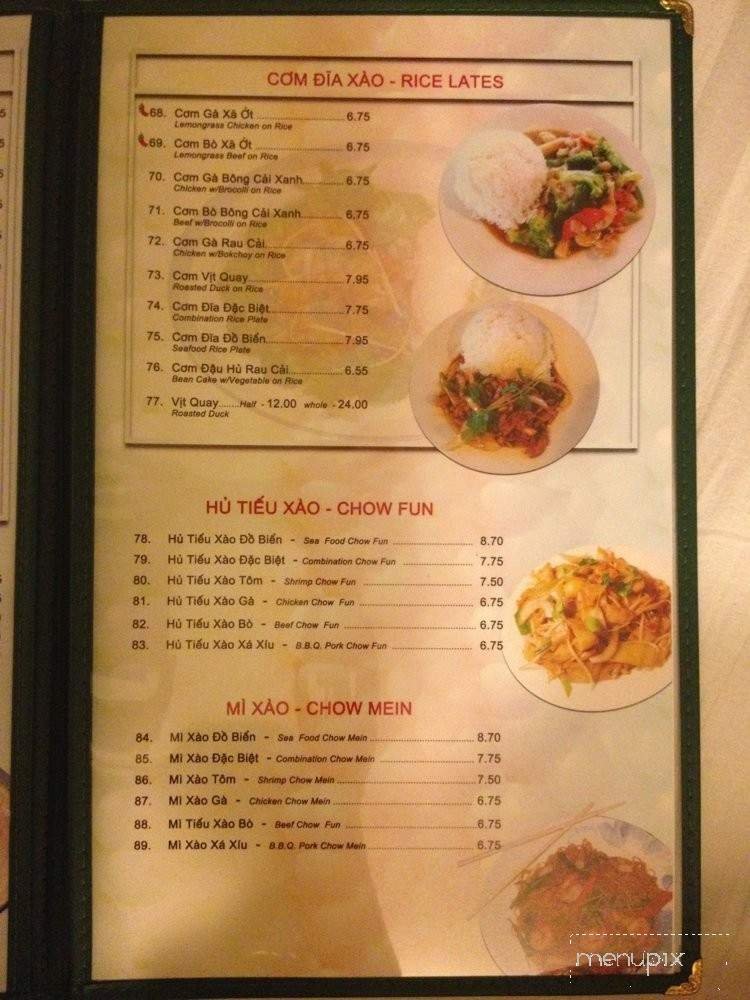 CƠM ĐĨA XÀO - RICE LATES
68. Cơm Gà Xã Ớt 6.75
Lemongrass Chicken on Rice
69. Cơm Bò Xã Ớt 6.75
Lemongrass Beef on Rice
70. Cơm Gà Bông Cải Xanh 6.75
Chicken w/Brocolli on Rice
71. Cơm Bò Bông Cải Xanh 6.75
Beef w/Brocolli on Rice
72. Cơm Gà Rau Cải 6.75
Chicken w/Bokchoy on Rice
73. Cơm Vịt Quay 7.95
Roasted Duck on Rice
74. Cơm Đĩa Đặc Biệt 7.75
Combination Rice Plate
75. Cơm Đĩa Đồ Biển 7.95
Seafood Rice Plate
76. Cơm Đậu Hủ Rau Cải 6.55
Bean Cake w/Vegetable on Rice
77. Vịt Quay Half - 12.00 whole - 24.00
Roasted Duck
HỦ TIẾU XÀO - CHOW FUN
78. Hủ Tiếu Xào Đồ Biển - Sea Food Chow Fun 8.70
79. Hủ Tiếu Xào Đặc Biệt - Combination Chow Fun 7.75
80. Hủ Tiếu Xào Tôm - Shrimp Chow Fun 7.50
81. Hủ Tiếu Xào Gà - Chicken Chow Fun 6.75
82. Hủ Tiếu Xào Bò - Beef Chow Fun 6.75
83. Hủ Tiếu Xào Xá Xíu - B.B.Q. Pork Chow Fun 6.75
MÌ XÀO - CHOW MEIN
84. Mì Xào Đồ Biển - Sea Food Chow Mein 8.70
85. Mì Xào Đặc Biệt - Combination Chow Mein 7.75
86. Mì Xào Tôm - Shrimp Chow Mein 7.50
87. Mì Xào Gà - Chicken Chow Mein 6.75
88. Mì Tiếu Xào Bò - Beef Chow Fun 6.75
89. Mì Xào Xá Xíu - B.B.Q. Pork Chow Mein 6.75
menupix